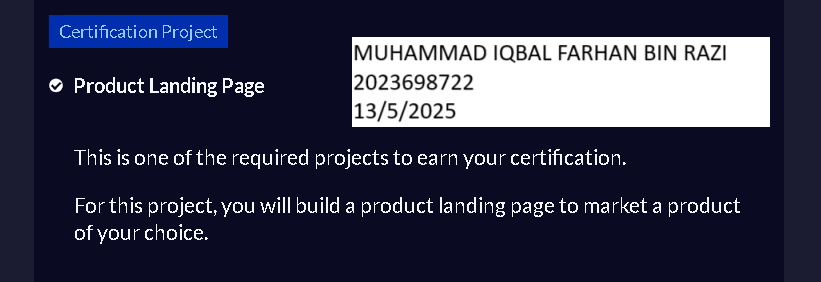 Certification Project
MUHAMMAD IQBAL FARHAN BIN RAZI
2023698722
13/5/2025
Product Landing Page
This is one of the required projects to earn your certification.
For this project, you will build a product landing page to market a product
of your choice.